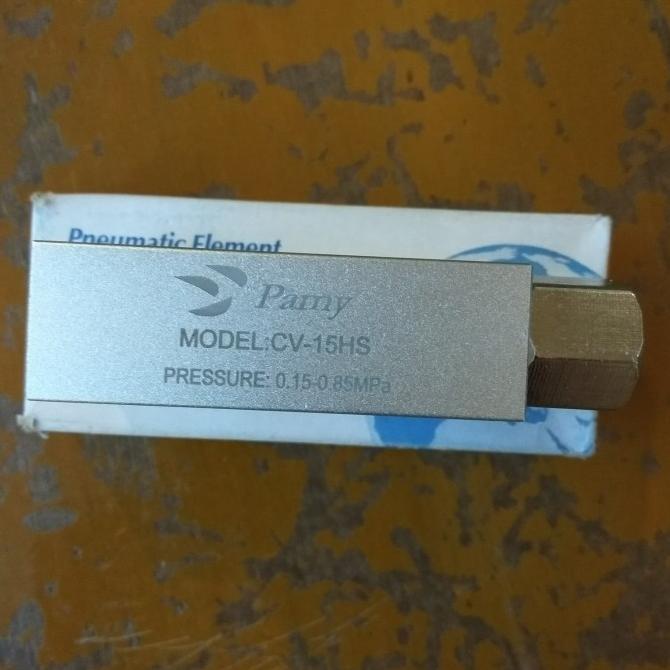 Pneumatic Element
Pamy
MODEL:CV-15HS
PRESSURE: 0.15-0.85MPa